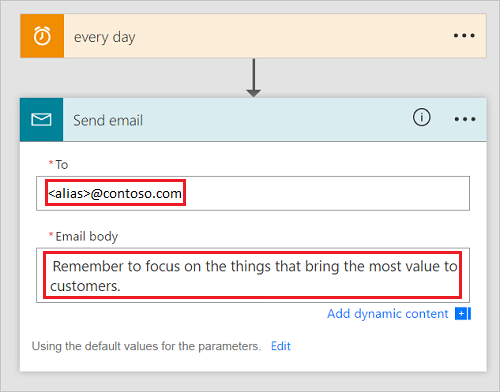 every day
Send email
*To
<alias>@contoso.com
*Email body
Remember to focus on the things that bring the most value to
customers.
Add dynamic content
Using the default values for the parameters. Edit